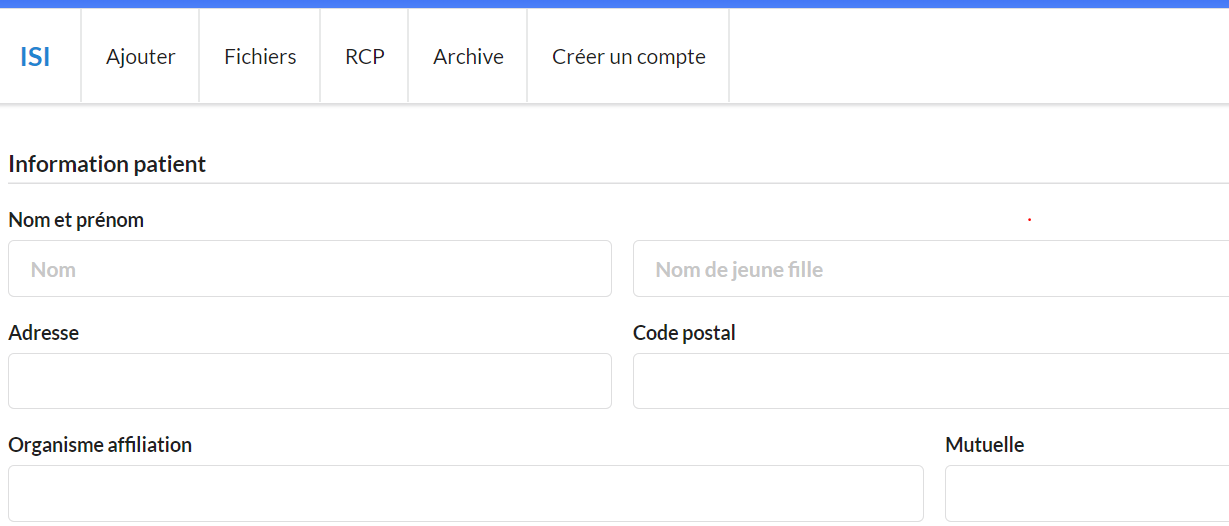 ISI Ajouter Fichiers RCP Archive Créer un compte
Information patient
Nom et prénom
Nom Nom de jeune fille
Adresse Code postal
Organisme affiliation Mutuelle